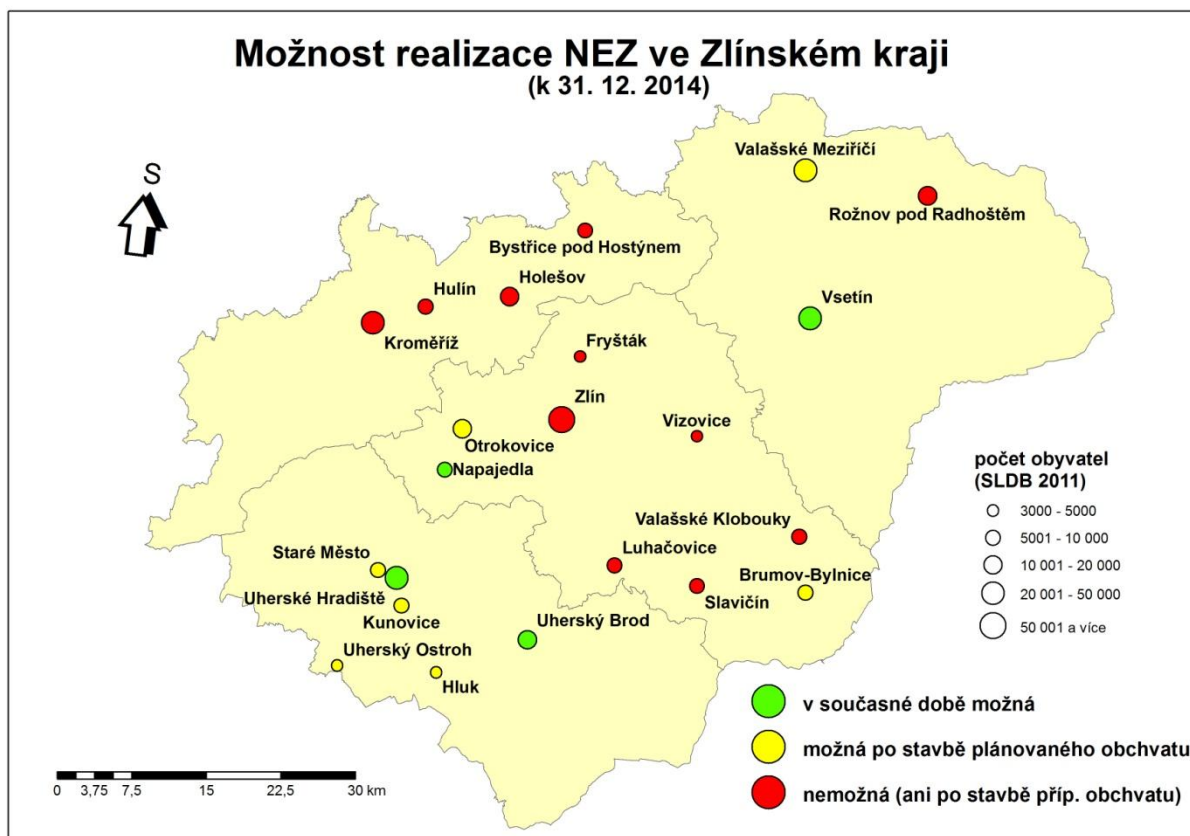 Možnost realizace NEZ ve Zlínském kraji
(k 31. 12. 2014)
S
Valašské Meziříčí
Rožnov pod Radhoštěm
Bystřice pod Hostýnem
Holešov
Hulín
Kroměříž
Vsetín
Fryšták
Zlín
Vizovice
Otrokovice
Napajedla
Valašské Klobouky
Luhačovice
Brumov-Bylnice
Slavičín
Staré Město
Uherské Hradiště
Kunovice
Uherský Brod
Uherský Ostroh
Hluk
počet obyvatel
(SLDB 2011)
3000 - 5000
5001 - 10 000
10 001 - 20 000
20 001 - 50 000
50 001 a více
v současné době možná
možná po stavbě plánovaného obchvatu
nemožná (ani po stavbě příp. obchvatu)
0 3,75 7,5 15 22,5 30 km